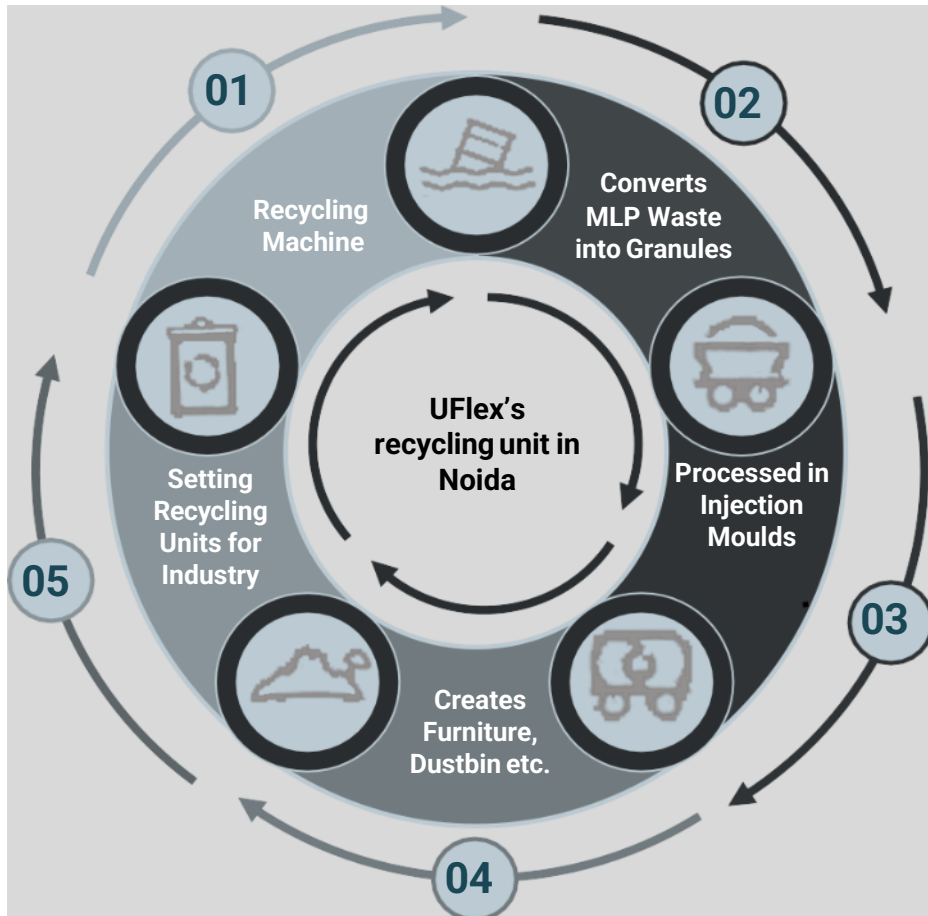 01
Recycling
Machine
02
Converts
MLP Waste
into Granules
03
Processed in
Injection
Moulds
04
Creates
Furniture,
Dustbin etc.
05
Setting
Recycling
Units for
Industry
UFlex’s
recycling unit in
Noida